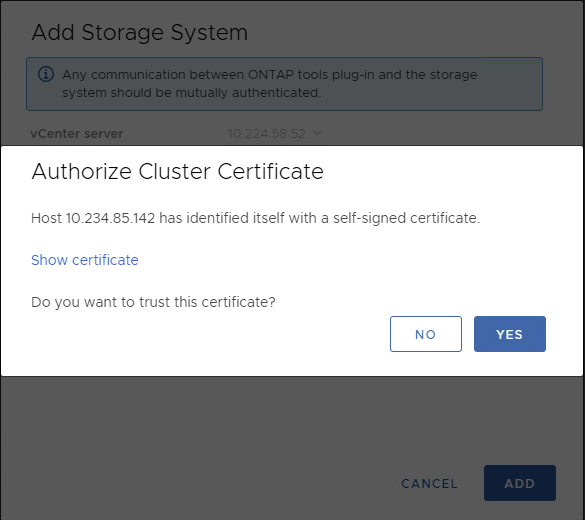 Add Storage System
Any communication between ONTAP tools plug-in and the storage
system should be mutually authenticated.
vCenter server 10.224.58.52
Authorize Cluster Certificate
Host 10.234.85.142 has identified itself with a self-signed certificate.
Show certificate
Do you want to trust this certificate?
NO YES
CANCEL ADD